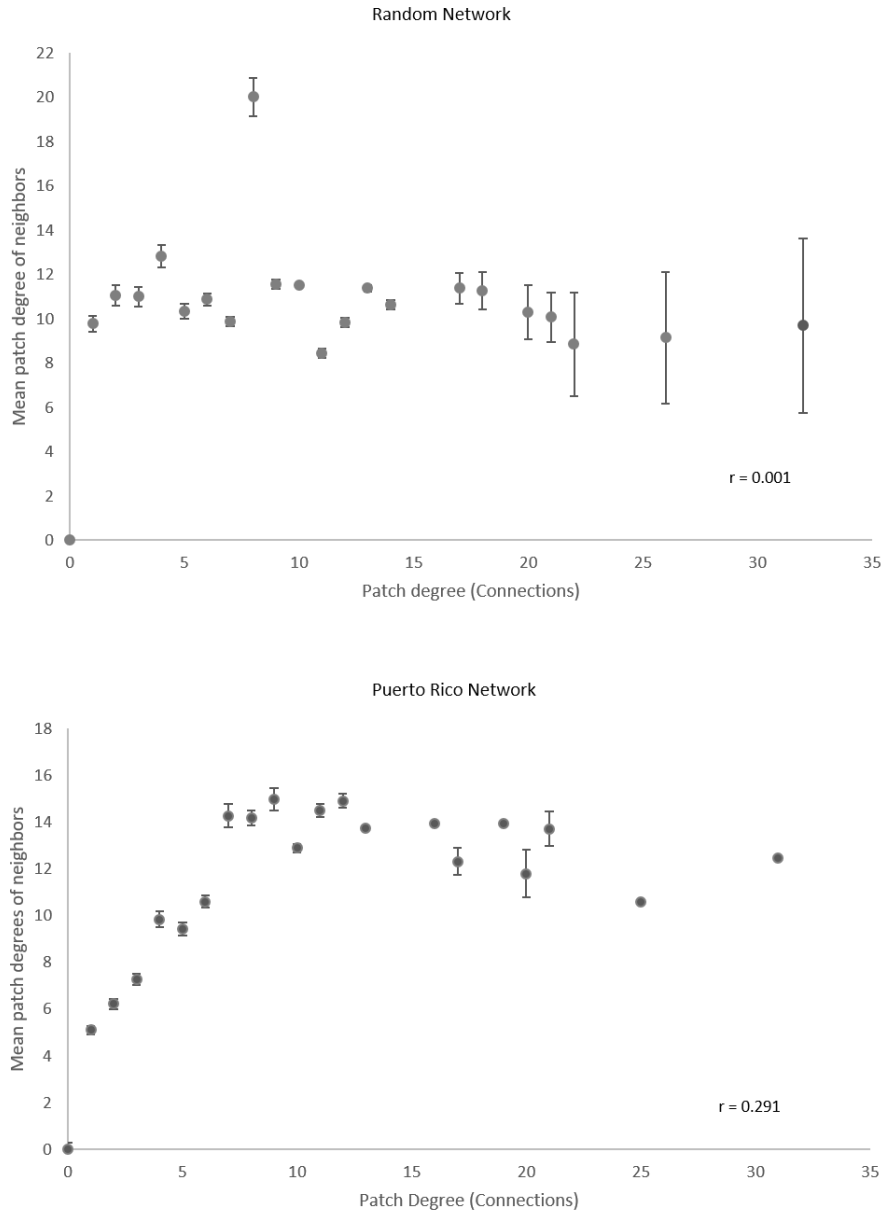 Random Network
22
20
18
16
14
12
10
8
6
4
2
0
Mean patch degree of neighbors
r = 0.001
0 5 10 15 20 25 30 35
Patch degree (Connections)
Puerto Rico Network
18
16
14
12
10
8
6
4
2
0
Mean patch degrees of neighbors
r = 0.291
0 5 10 15 20 25 30 35
Patch Degree (Connections)